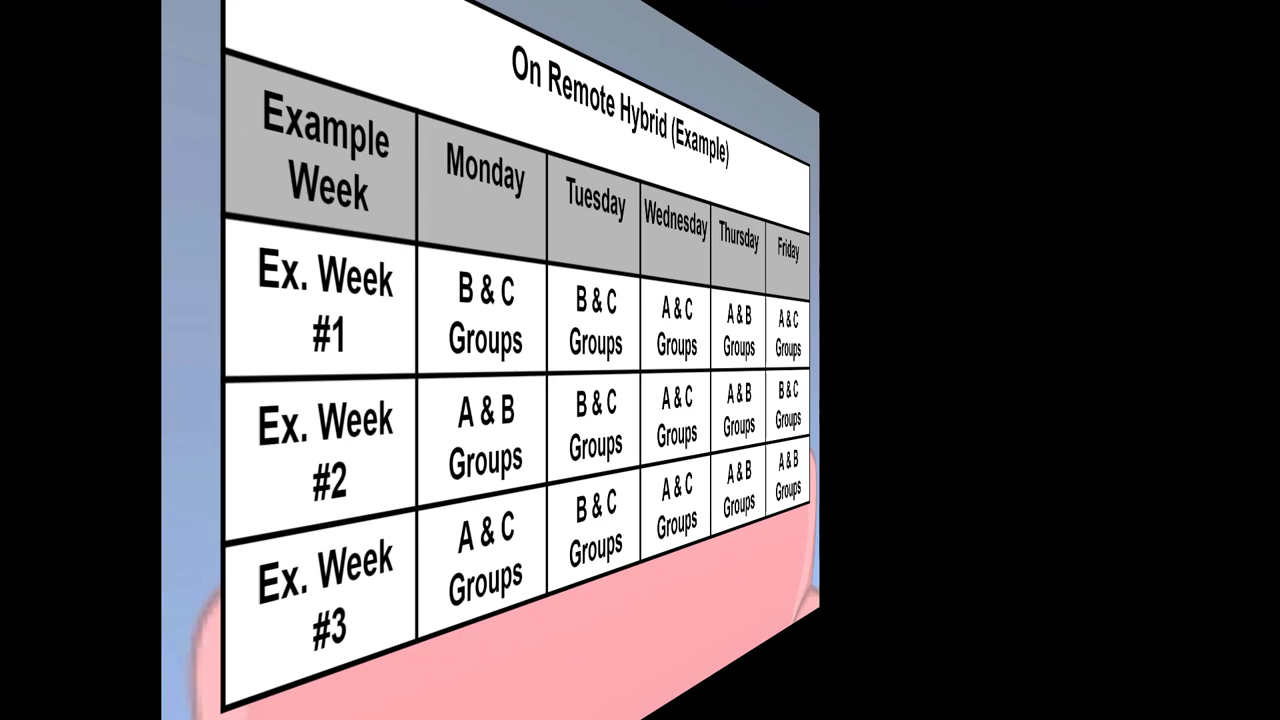 On Remote Hybrid (Example)
Example Week Monday Tuesday Wednesday Thursday Friday
Ex. Week #1 B & C Groups B & C Groups A & C Groups A & B Groups A & C Groups
Ex. Week #2 A & B Groups B & C Groups A & C Groups A & B Groups B & C Groups
Ex. Week #3 A & C Groups B & C Groups A & C Groups A & B Groups A & B Groups